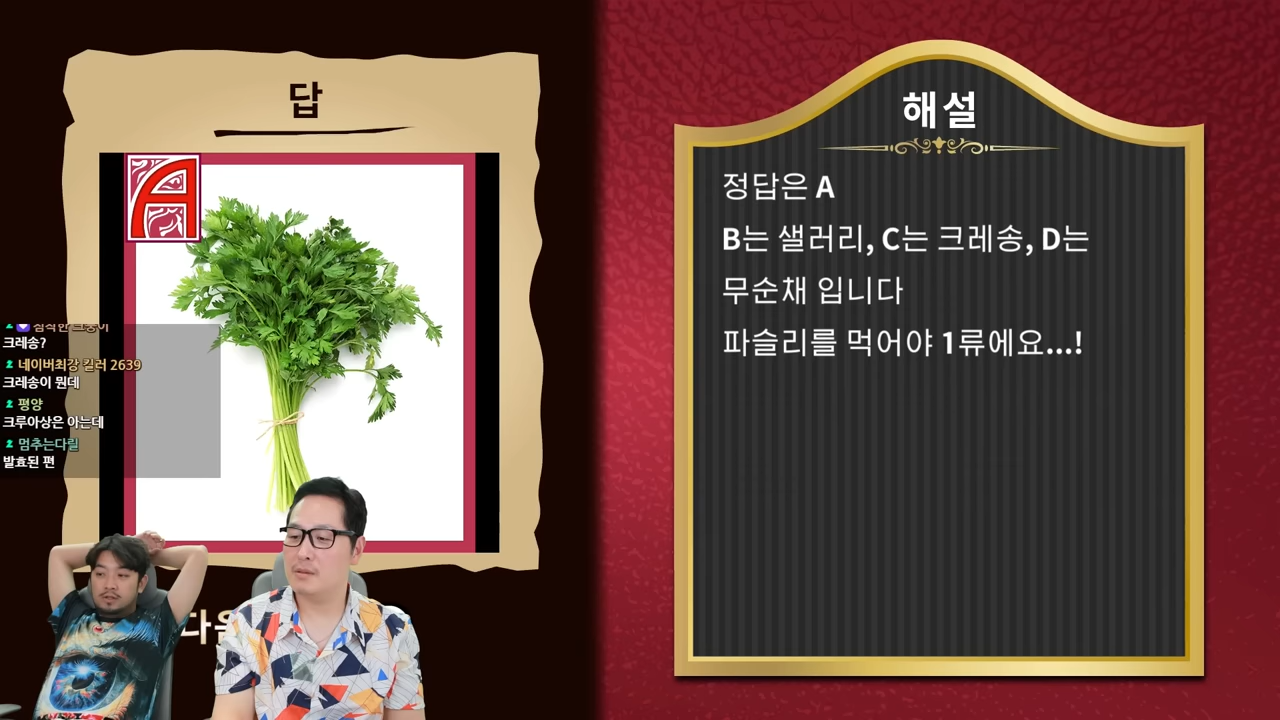 답
A
해설
정답은 A
B는 샐러리, C는 크레송, D는
무순채 입니다
파슬리를 먹어야 1류에요...!
크레송?
네이버최강 킬러 2639
크레송이 뭔데
평양
크루아상은 아는데
멈추는다릴
발효된 편